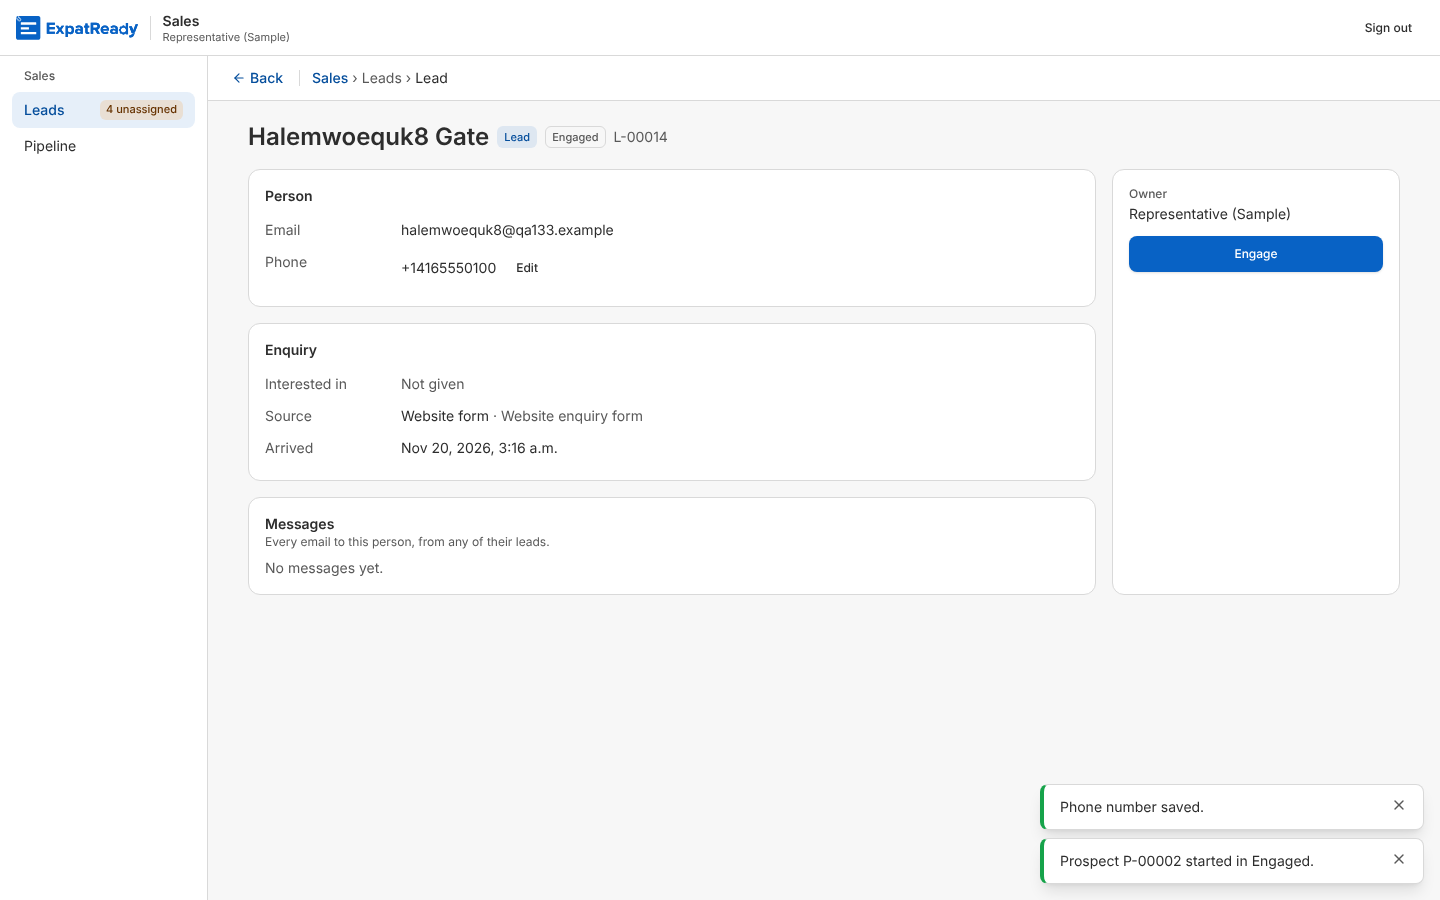 ExpatReady
Sales
Representative (Sample)
Sign out
Sales
Leads 4 unassigned
Pipeline
← Back
Sales › Leads › Lead
Halemwoequk8 Gate Lead Engaged L-00014
Person
Email halemwoequk8@qa133.example
Phone +14165550100 Edit
Enquiry
Interested in Not given
Source Website form · Website enquiry form
Arrived Nov 20, 2026, 3:16 a.m.
Messages
Every email to this person, from any of their leads.
No messages yet.
Owner
Representative (Sample)
Engage
Phone number saved.
Prospect P-00002 started in Engaged.